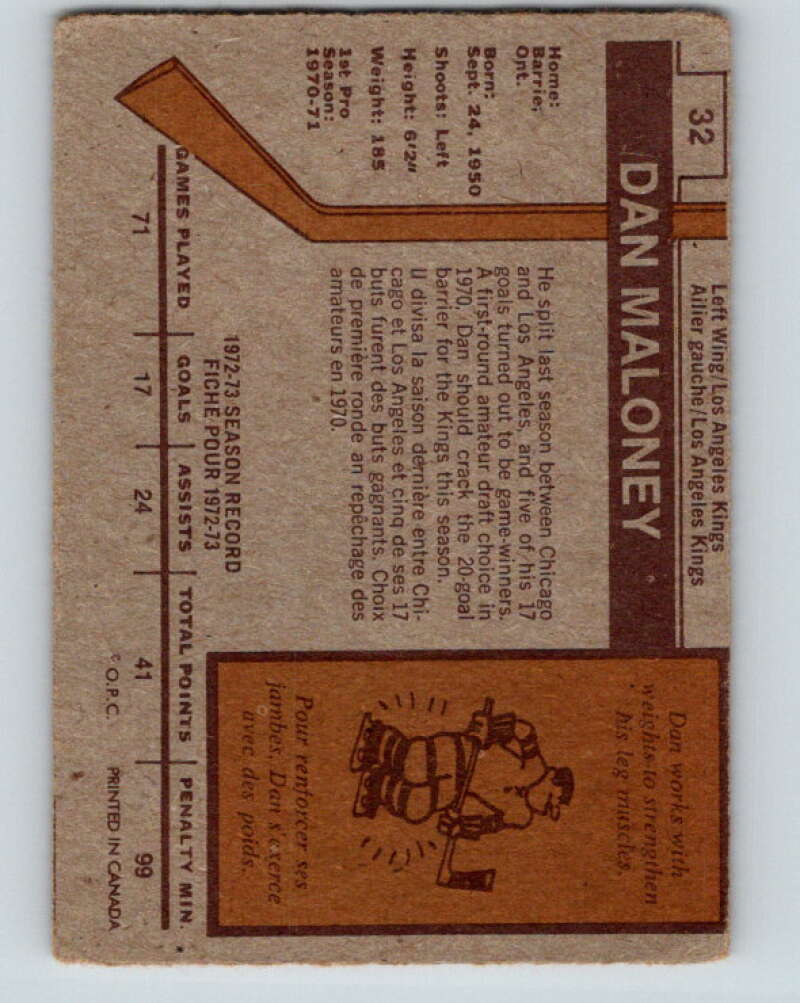 32
Left Wing/Los Angeles Kings
Ailier gauche/Los Angeles Kings
DAN MALONEY
Home:
Barrie,
Ont.
Born:
Sept. 24, 1950
Shoots: Left
Height: 6'2"
Weight: 185
1st Pro
Season:
1970-71
He split last season between Chicago
and Los Angeles, and five of his 17
goals turned out to be game-winners.
A first-round amateur draft choice in
1970, Dan should crack the 20-goal
barrier for the Kings this season.
Il divisa la saison dernière entre Chi-
cago et Los Angeles et cinq de ses 17
buts furent des buts gagnants. Choix
de première ronde an repêchage des
amateurs en 1970.
Dan works with
weights to strengthen
his leg muscles.
Pour renforcer ses
jambes, Dan s'exerce
avec des poids.
1972-73 SEASON RECORD
FICHE POUR 1972-73
GAMES PLAYED GOALS ASSISTS TOTAL POINTS PENALTY MIN.
71 17 24 41 99
© O.P.C. PRINTED IN CANADA
*